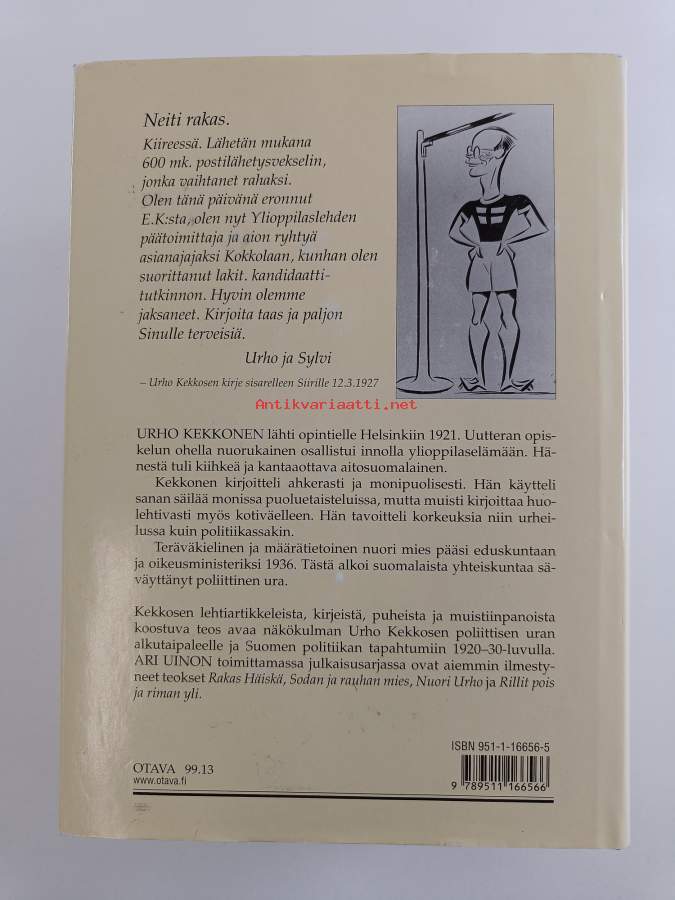 Neiti rakas.
Kiireessä. Lähetän mukana
600 mk. postilähetysvekselin,
jonka vaihtanet rahaksi.
Olen tänä päivänä eronnut
E.K:sta, olen nyt Ylioppilaslehden
päätoimittaja ja aion ryhtyä
asianajajaksi Kokkolaan, kunhan olen
suorittanut lakit. kandidaatti-
tutkinnon. Hyvin olemme
jaksaneet. Kirjoita taas ja paljon
Sinulle terveisiä.
Urho ja Sylvi
– Urho Kekkosen kirje sisarelleen Siirille 12.3.1927
Antikvariaatti.net
URHO KEKKONEN lähti opintielle Helsinkiin 1921. Uutteran opis-
kelun ohella nuorukainen osallistui innolla ylioppilaselämään. Hä-
nestä tuli kiihkeä ja kantaaottava aitosuomalainen.
Kekkonen kirjoitteli ahkerasti ja monipuolisesti. Hän käytteli
sanan säilää monissa puoluetaisteluissa, mutta muisti kirjoittaa huo-
lehtivasti myös kotiväelleen. Hän tavoitteli korkeuksia niin urhei-
lussa kuin politiikassakin.
Teräväkielinen ja määrätietoinen nuori mies pääsi eduskuntaan
ja oikeusministeriksi 1936. Tästä alkoi suomalaista yhteiskuntaa sä-
väyttänyt poliittinen ura.
Kekkosen lehtiartikkeleista, kirjeistä, puheista ja muistiinpanoista
koostuva teos avaa näkökulman Urho Kekkosen poliittisen uran
alkutaipaleelle ja Suomen politiikan tapahtumiin 1920–30-luvulla.
ARI UINON toimittamassa julkaisusarjassa ovat aiemmin ilmesty-
neet teokset Rakas Häiskä, Sodan ja rauhan mies, Nuori Urho ja Rillit pois
ja riman yli.
ISBN 951-1-16656-5
OTAVA 99.13
www.otava.fi
9 789511 166566